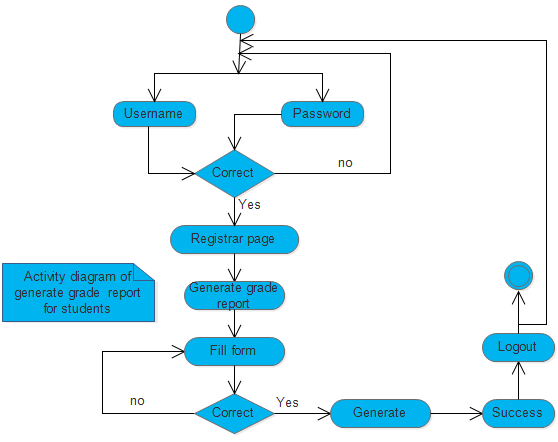 Username
Password
Correct
no
Yes
Registrar page
Activity diagram of
generate grade report
for students
Generate grade
report
Fill form
Logout
no
Correct
Yes
Generate
Success